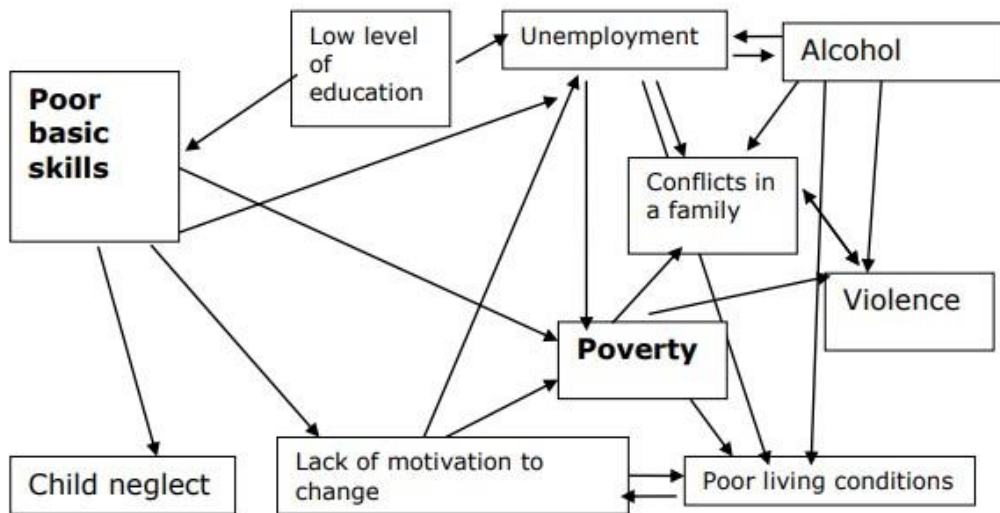 Low level
of
education
Unemployment
Alcohol
Poor
basic
skills
Conflicts in
a family
Violence
Poverty
Child neglect
Lack of motivation to
change
Poor living conditions